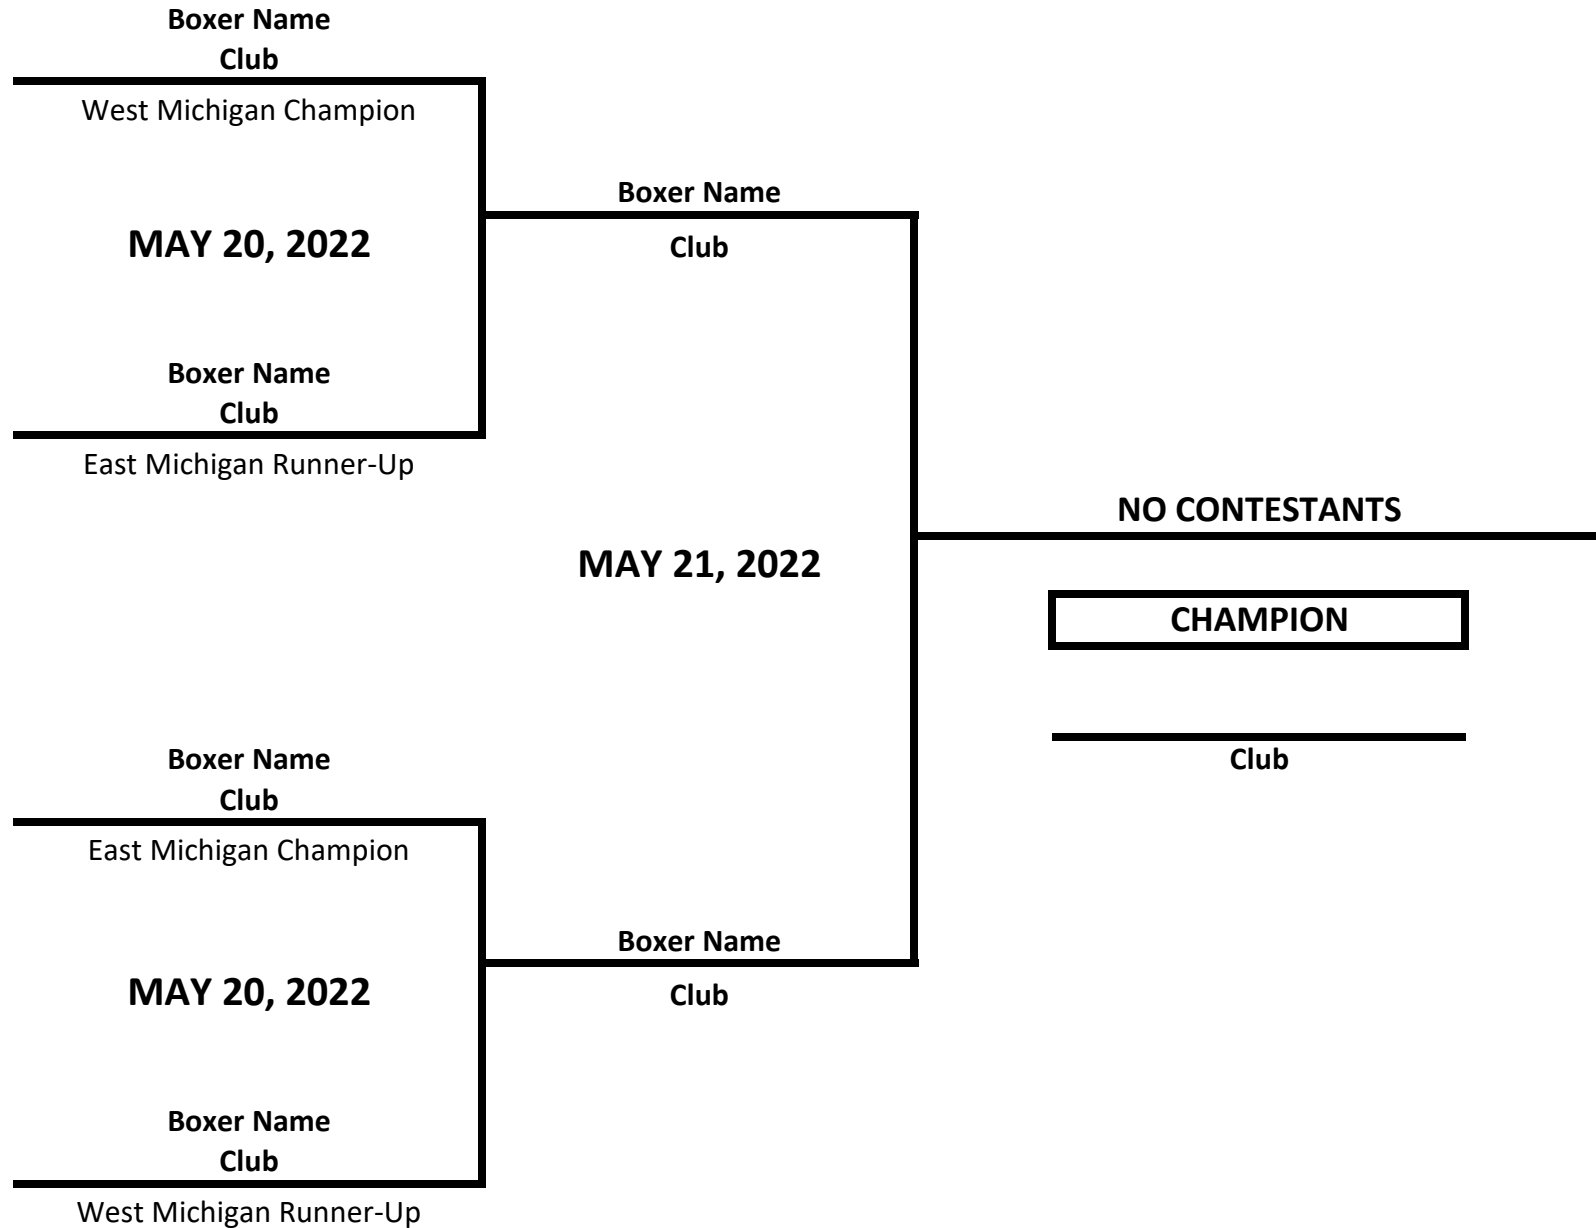 Boxer Name
Club
West Michigan Champion
MAY 20, 2022
Boxer Name
Club
East Michigan Runner-Up
Boxer Name
Club
MAY 21, 2022
NO CONTESTANTS
CHAMPION
Club
Boxer Name
Club
East Michigan Champion
MAY 20, 2022
Boxer Name
Club
West Michigan Runner-Up
Boxer Name
Club